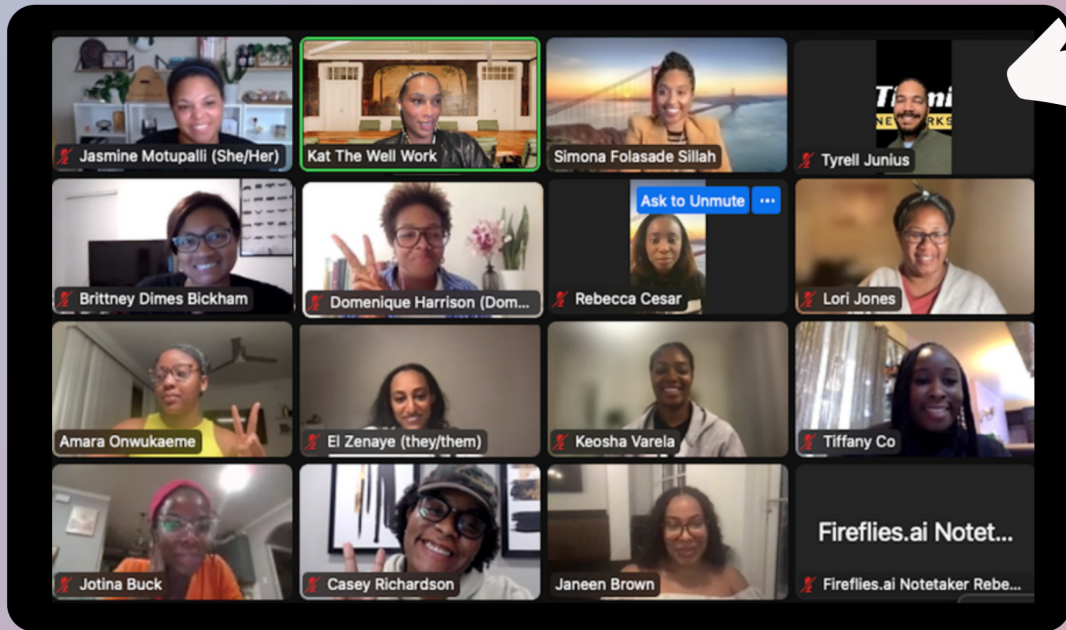 Jasmine Motupalli (She/Her)
Kat The Well Work
Simona Folasade Sillah
Tyrell Junius
Ask to Unmute
Brittney Dimes Bickham
Domenique Harrison (Dom...
Rebecca Cesar
Lori Jones
Amara Onwukaeme
El Zenaye (they/them)
Keosha Varela
Tiffany Co
Fireflies.ai Notet...
Jotina Buck
Casey Richardson
Janeen Brown
Fireflies.ai Notetaker Rebe...